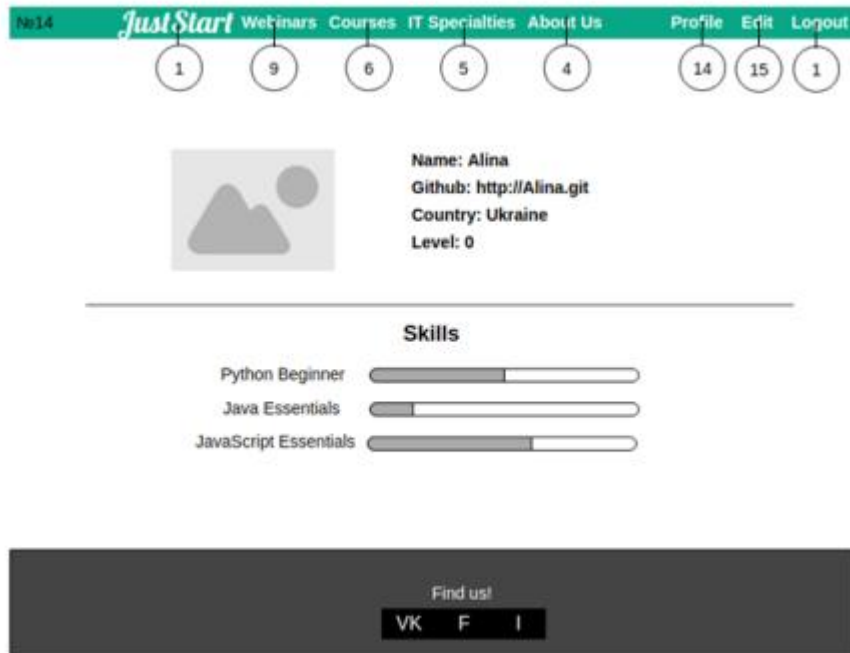 №14 JustStart Webinars Courses IT Specialties About Us Profile Edit Logout
1 9 6 5 4 14 15 1
Name: Alina
Github: http://Alina.git
Country: Ukraine
Level: 0
Skills
Python Beginner
Java Essentials
JavaScript Essentials
Find us!
VK F I